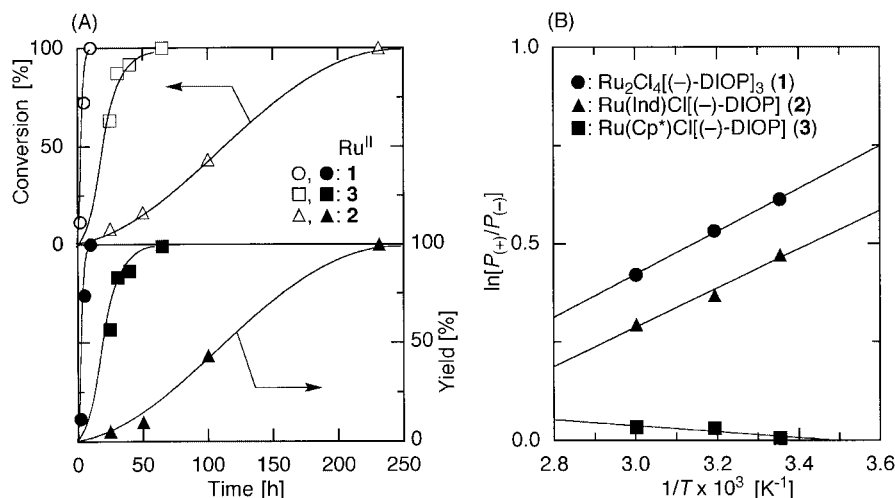 (A)
Conversion [%]
100
50
0
Ru^II
○, ●: 1
□, ■: 3
△, ▲: 2
100
50
0
Yield [%]
0 50 100 150 200 250
Time [h]
(B)
ln[P(+)/P(−)]
1.0
0.5
0.0
●: Ru₂Cl₄[(–)-DIOP]₃ (1)
▲: Ru(Ind)Cl[(–)-DIOP] (2)
■: Ru(Cp*)Cl[(–)-DIOP] (3)
2.8 3.0 3.2 3.4 3.6
1/T x 10³ [K⁻¹]